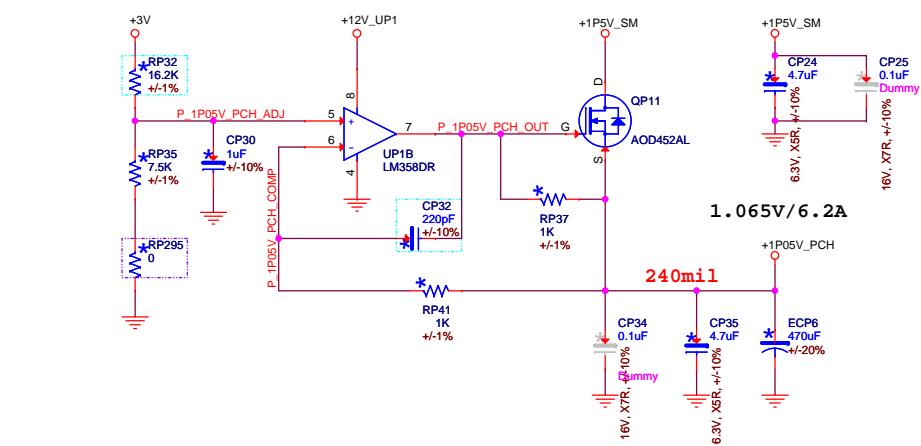 +3V
+12V_UP1
+1P5V_SM
+1P5V_SM
RP32
16.2K
+/-1%
P_1P05V_PCH_ADJ
RP35
7.5K
+/-1%
CP30
1uF
+/-10%
RP295
0
8
5
+
6
-
7
4
UP1B
LM358DR
P_1P05V_PCH_OUT
P_1P05V_PCH_COMP
CP32
220pF
+/-10%
D
G
S
QP11
AOD452AL
RP37
1K
+/-1%
RP41
1K
+/-1%
CP24
4.7uF
6.3V, X5R, +/-10%
CP25
0.1uF
Dummy
16V, X7R, +/-10%
1.065V/6.2A
+1P05V_PCH
240mil
CP34
0.1uF
Dummy
16V, X7R, +/-10%
CP35
4.7uF
6.3V, X5R, +/-10%
ECP6
470uF
+/-20%